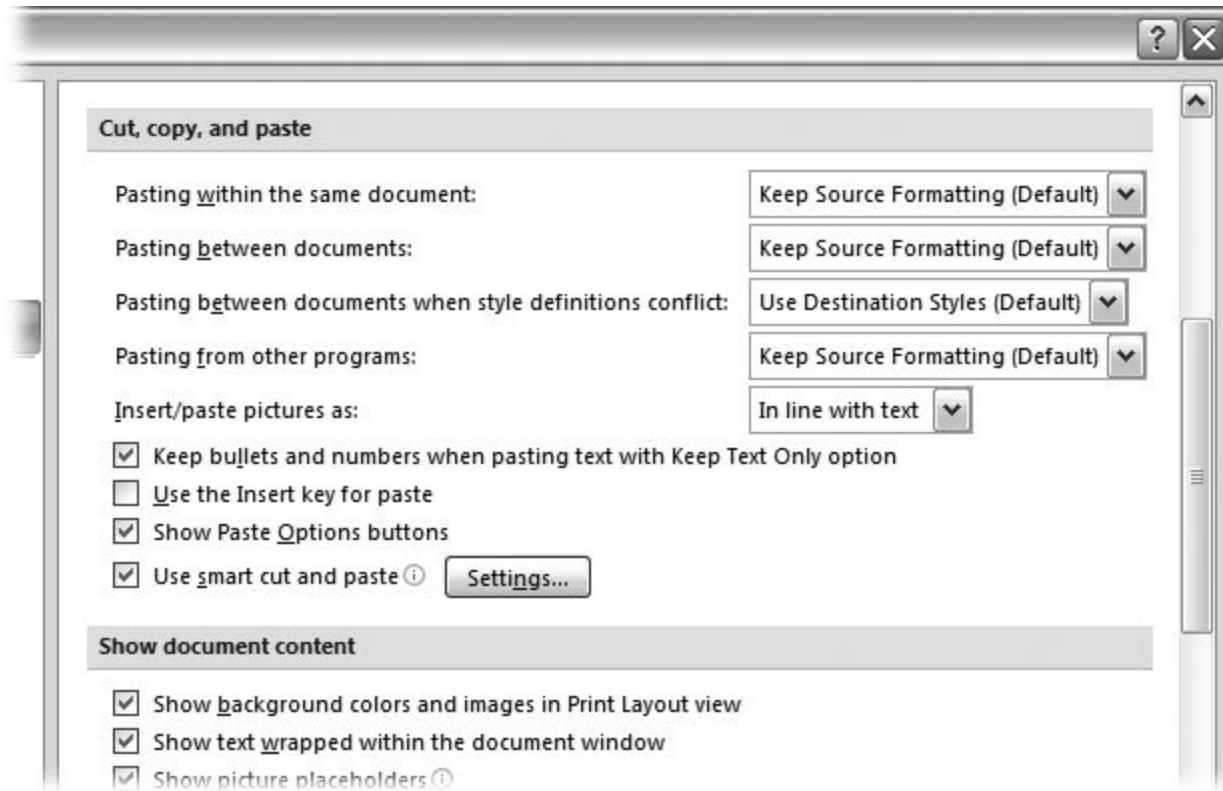 ?
Cut, copy, and paste
Pasting within the same document: Keep Source Formatting (Default)
Pasting between documents: Keep Source Formatting (Default)
Pasting between documents when style definitions conflict: Use Destination Styles (Default)
Pasting from other programs: Keep Source Formatting (Default)
Insert/paste pictures as: In line with text
Keep bullets and numbers when pasting text with Keep Text Only option
Use the Insert key for paste
Show Paste Options buttons
Use smart cut and paste Settings...
Show document content
Show background colors and images in Print Layout view
Show text wrapped within the document window
Show picture placeholders